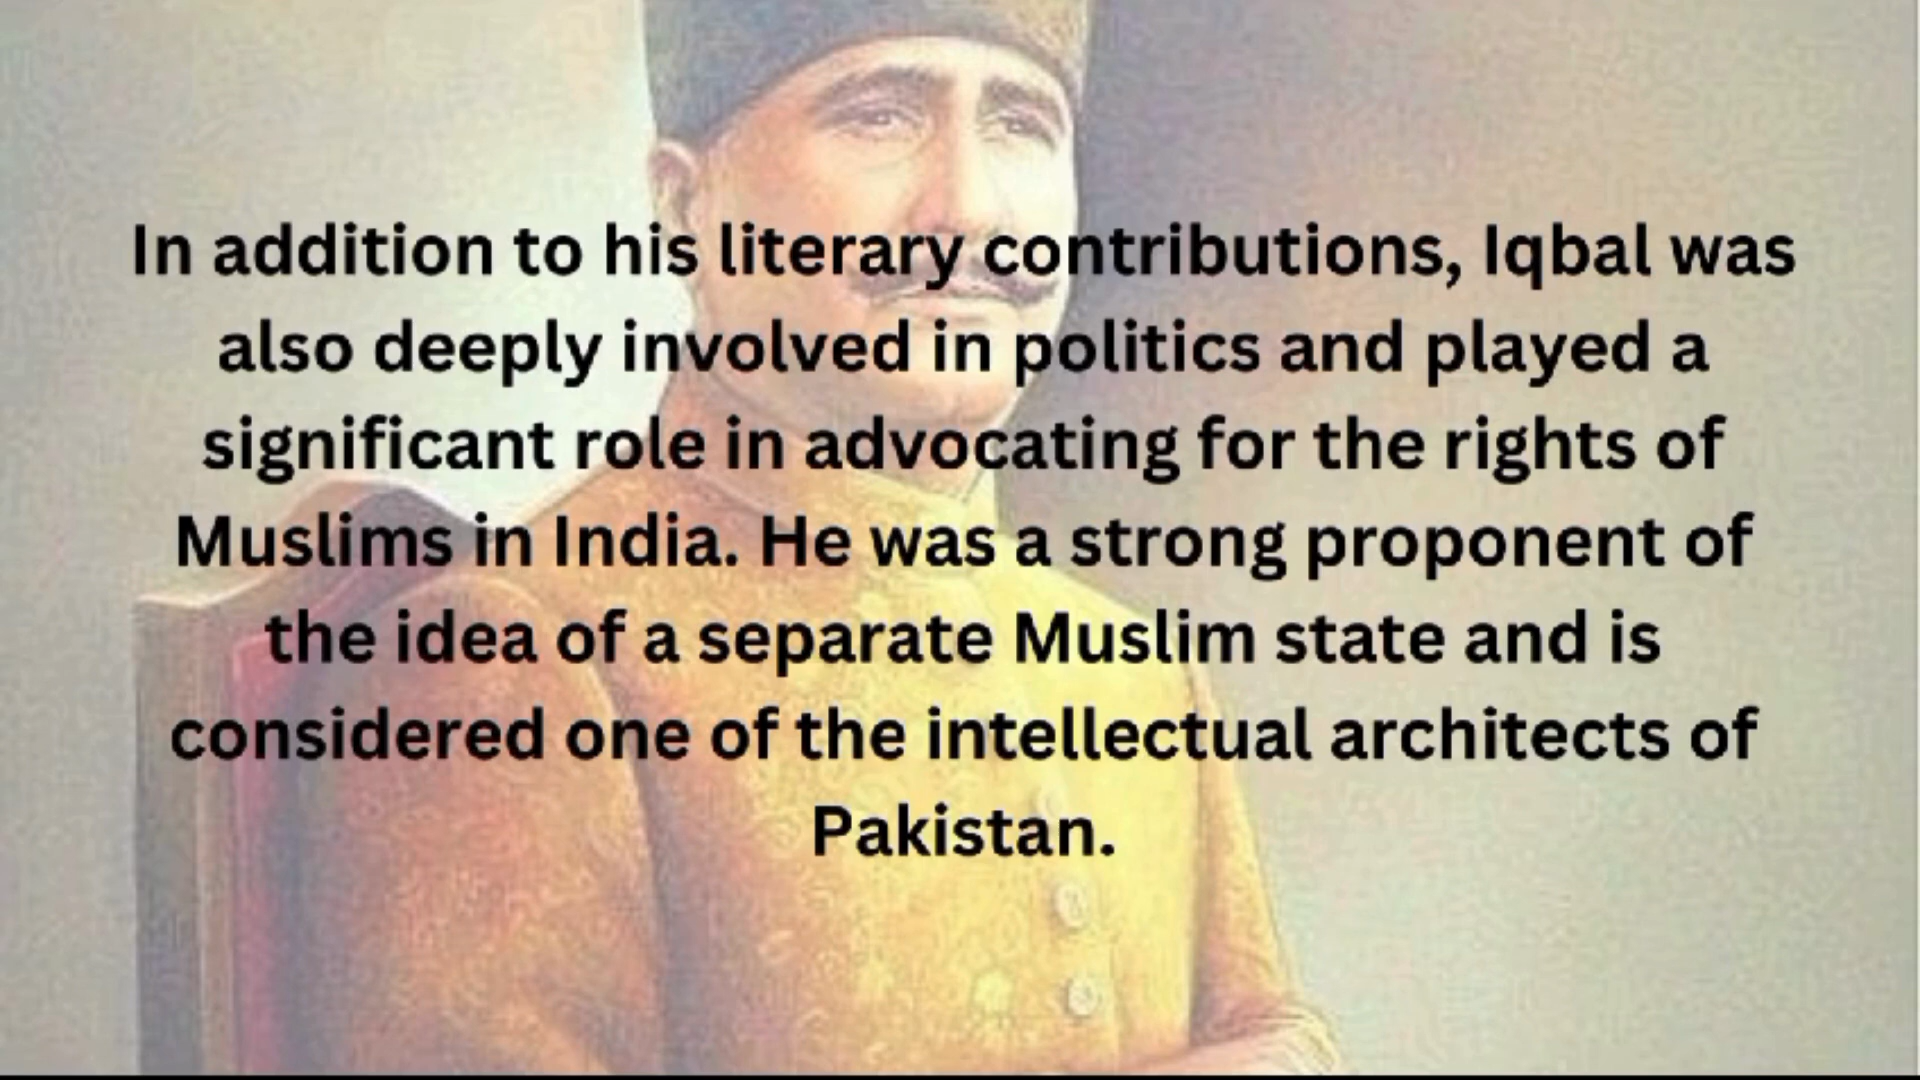 In addition to his literary contributions, Iqbal was
also deeply involved in politics and played a
significant role in advocating for the rights of
Muslims in India. He was a strong proponent of
the idea of a separate Muslim state and is
considered one of the intellectual architects of
Pakistan.